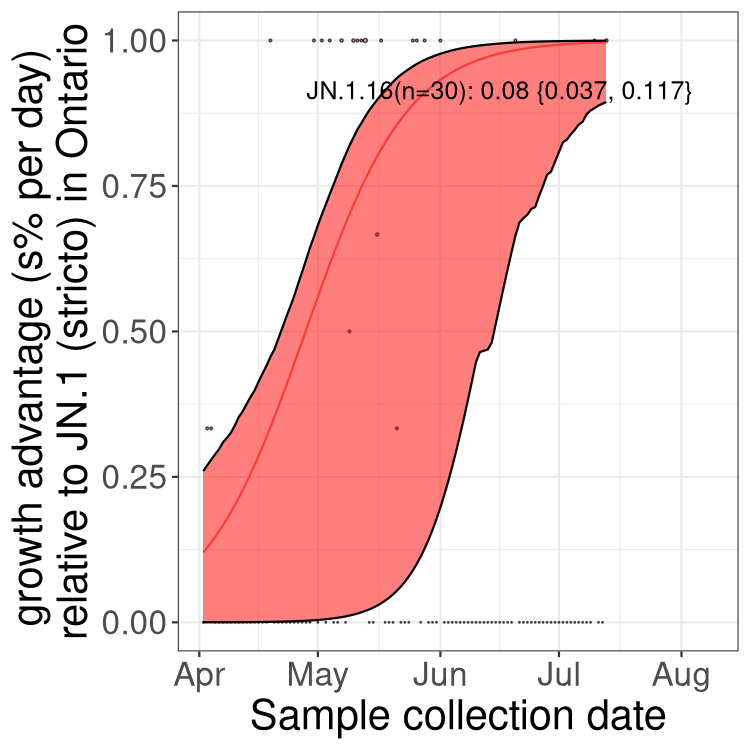 growth advantage (s% per day)
relative to JN.1 (stricto) in Ontario
1.00
JN.1.16(n=30): 0.08 {0.037, 0.117}
0.75
0.50
0.25
0.00
Apr May Jun Jul Aug
Sample collection date